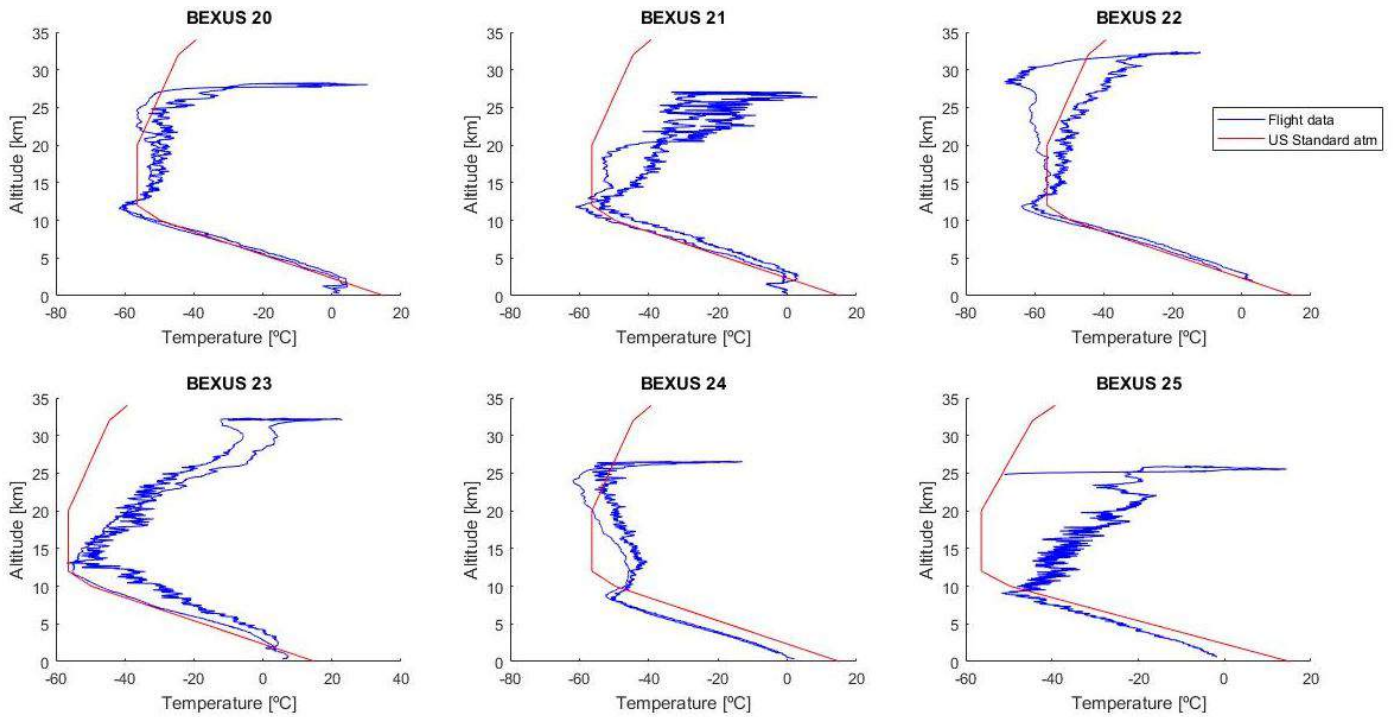 BEXUS 20
35
30
25
20
15
10
5
0
Altitude [km]
-80 -60 -40 -20 0 20
Temperature [ºC]
BEXUS 21
35
30
25
20
15
10
5
0
Altitude [km]
-80 -60 -40 -20 0 20
Temperature [ºC]
BEXUS 22
35
30
25
20
15
10
5
0
Altitude [km]
-80 -60 -40 -20 0 20
Temperature [ºC]
Flight data
US Standard atm
BEXUS 23
35
30
25
20
15
10
5
0
Altitude [km]
-60 -40 -20 0 20 40
Temperature [ºC]
BEXUS 24
35
30
25
20
15
10
5
0
Altitude [km]
-80 -60 -40 -20 0 20
Temperature [ºC]
BEXUS 25
35
30
25
20
15
10
5
0
Altitude [km]
-60 -40 -20 0 20
Temperature [ºC]